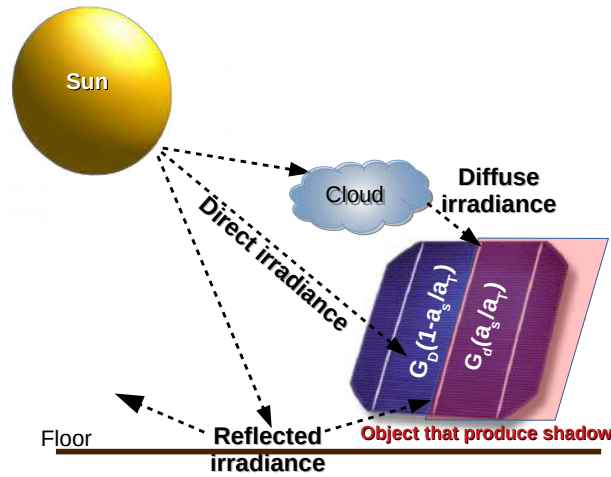 Sun
Cloud
Diffuse
irradiance
Direct irradiance
G_D(1-a_s/a_T)
G_d(a_s/a_T)
Floor
Reflected
irradiance
Object that produce shadow